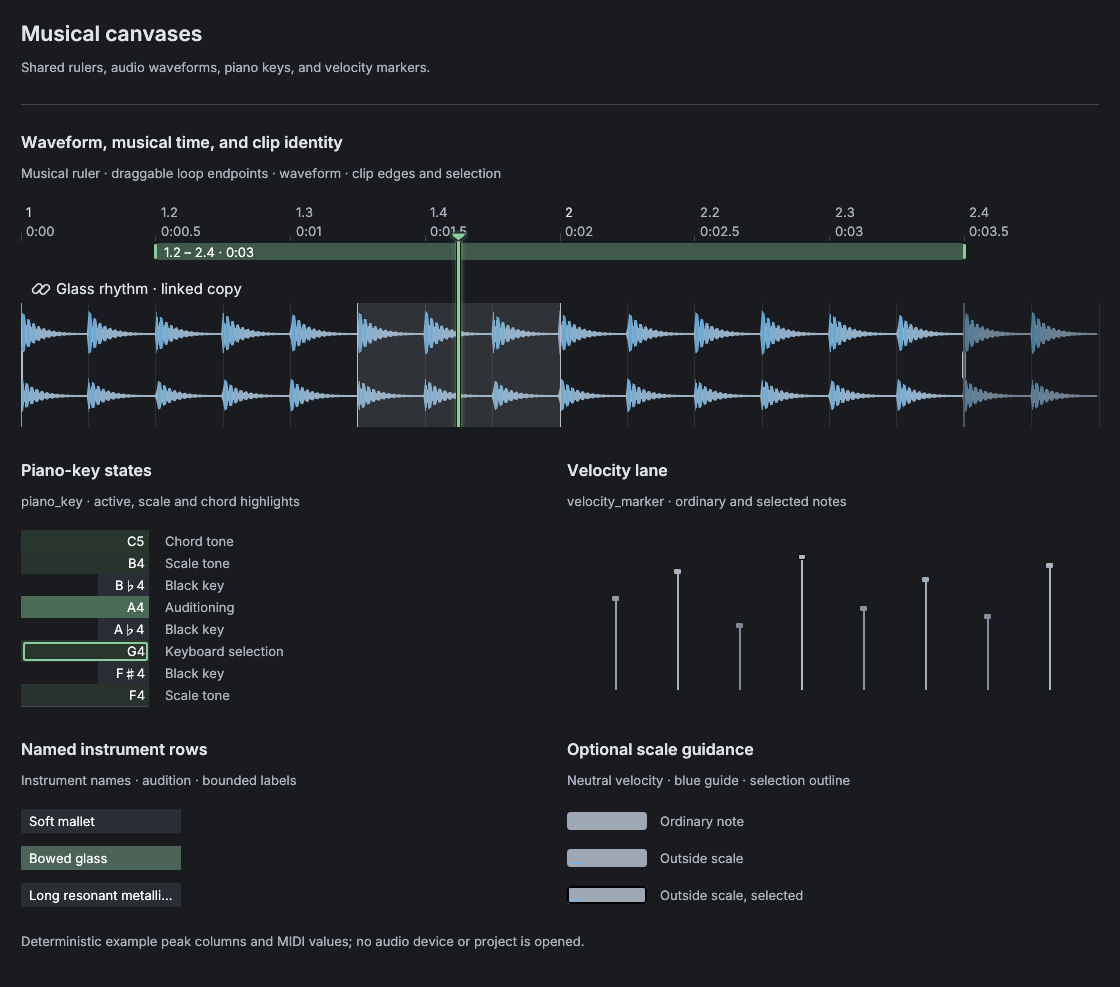 Musical canvases
Shared rulers, audio waveforms, piano keys, and velocity markers.
Waveform, musical time, and clip identity
Musical ruler · draggable loop endpoints · waveform · clip edges and selection
1 1.2 1.3 1.4 2 2.2 2.3 2.4
0:00 0:00.5 0:01 0:01.5 0:02 0:02.5 0:03 0:03.5
1.2 – 2.4 · 0:03
Glass rhythm · linked copy
Piano-key states
piano_key · active, scale and chord highlights
C5 Chord tone
B4 Scale tone
B♭4 Black key
A4 Auditioning
A♭4 Black key
G4 Keyboard selection
F♯4 Black key
F4 Scale tone
Velocity lane
velocity_marker · ordinary and selected notes
Named instrument rows
Instrument names · audition · bounded labels
Soft mallet
Bowed glass
Long resonant metalli...
Optional scale guidance
Neutral velocity · blue guide · selection outline
Ordinary note
Outside scale
Outside scale, selected
Deterministic example peak columns and MIDI values; no audio device or project is opened.